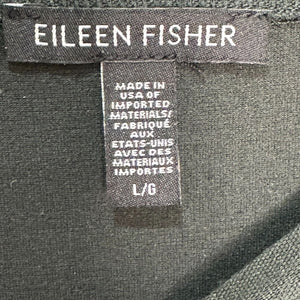 EILEEN FISHER
MADE IN
USA OF
IMPORTED
MATERIALS/
FABRIQUÉ
AUX
ETATS-UNIS
AVEC DES
MATERIAUX
IMPORTES
L/G